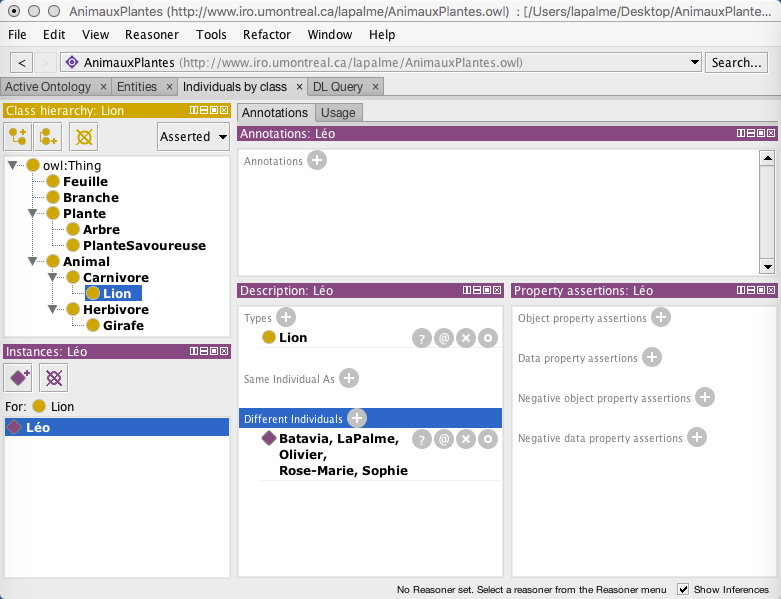 AnimauxPlantes (http://www.iro.umontreal.ca/lapalme/AnimauxPlantes.owl) : [/Users/lapalme/Desktop/AnimauxPlante...
File Edit View Reasoner Tools Refactor Window Help
< > AnimauxPlantes (http://www.iro.umontreal.ca/lapalme/AnimauxPlantes.owl) Search...
Active Ontology × Entities × Individuals by class × DL Query ×
Class hierarchy: Lion
Asserted
owl:Thing
Feuille
Branche
Plante
Arbre
PlanteSavoureuse
Animal
Carnivore
Lion
Herbivore
Girafe
Instances: Léo
For: Lion
Léo
Annotations Usage
Annotations: Léo
Annotations
Description: Léo
Types
Lion
? @ × o
Same Individual As
Different Individuals
Batavia, LaPalme,
Olivier,
Rose-Marie, Sophie
? @ × o
Property assertions: Léo
Object property assertions
Data property assertions
Negative object property assertions
Negative data property assertions
No Reasoner set. Select a reasoner from the Reasoner menu Show Inferences